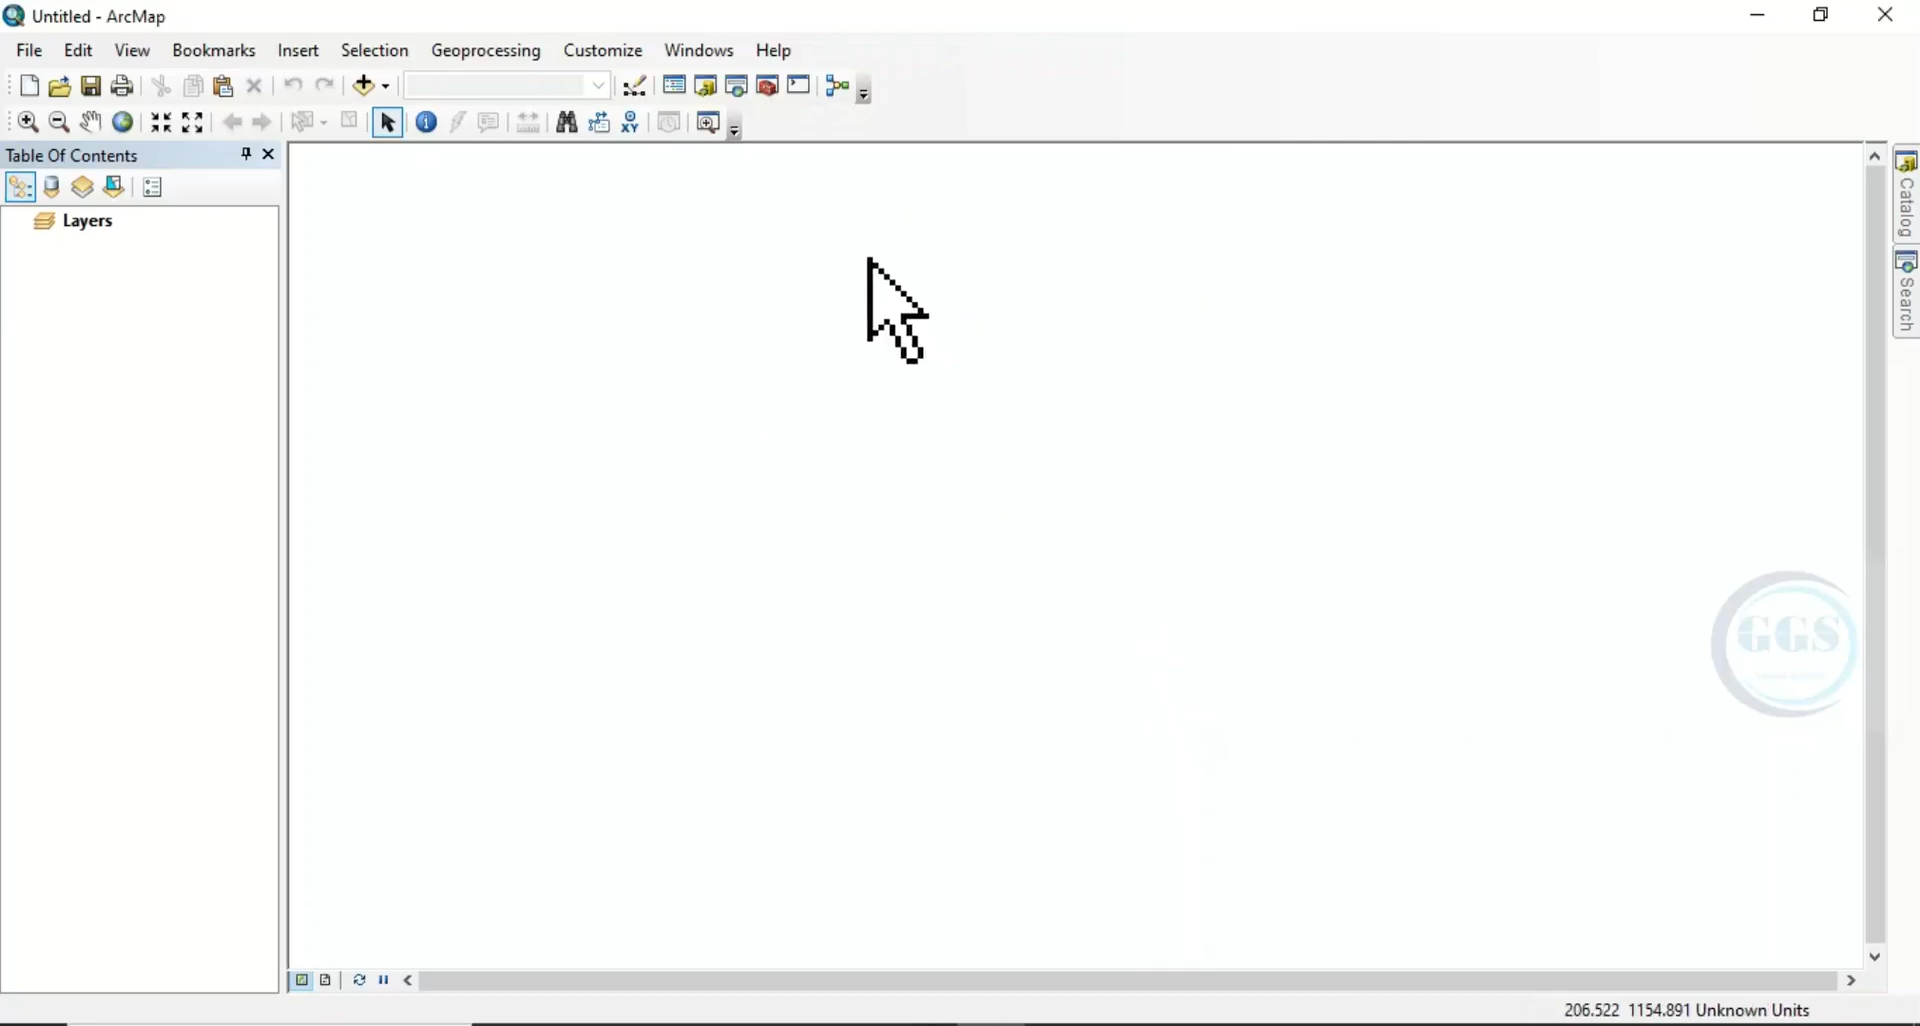 Untitled - ArcMap
File Edit View Bookmarks Insert Selection Geoprocessing Customize Windows Help
XY
Table Of Contents
Layers
Catalog
Search
GGS
206.522 1154.891 Unknown Units